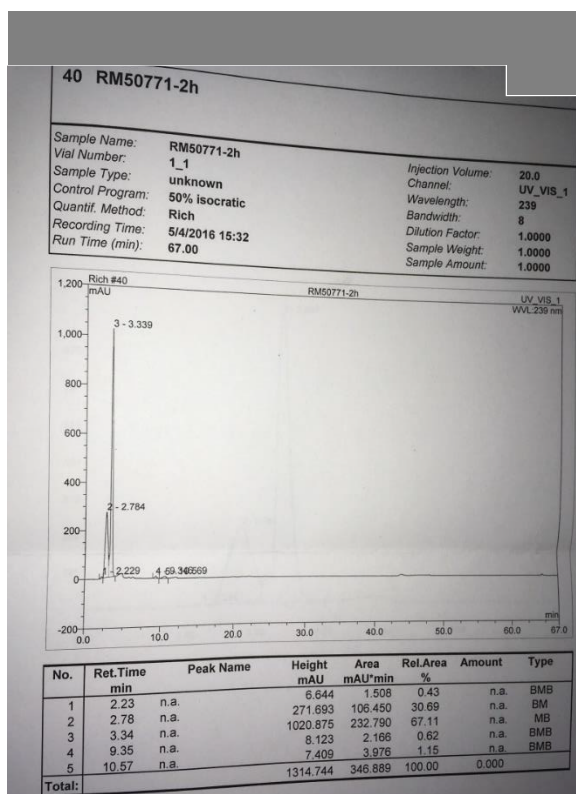 40 RM50771-2h
Sample Name: RM50771-2h
Vial Number: 1_1
Sample Type: unknown
Control Program: 50% isocratic
Quantif. Method: Rich
Recording Time: 5/4/2016 15:32
Run Time (min): 67.00
Injection Volume: 20.0
Channel: UV_VIS_1
Wavelength: 239
Bandwidth: 8
Dilution Factor: 1.0000
Sample Weight: 1.0000
Sample Amount: 1.0000
Rich #40 RM50771-2h UV_VIS_1
mAU WVL:239 nm
1,200
1,000
800
600
400
200
0
-200
3 - 3.339
2 - 2.784
1 - 2.229
0.0 10.0 20.0 30.0 40.0 50.0 60.0 67.0
min
No. Ret.Time Peak Name Height Area Rel.Area Amount Type
min mAU mAU*min %
1 2.23 n.a. 6.644 1.508 0.43 n.a. BMB
2 2.78 n.a. 271.693 106.450 30.69 n.a. BM
3 3.34 n.a. 1020.875 232.790 67.11 n.a. MB
4 9.35 n.a. 8.123 2.166 0.62 n.a. BMB
5 10.57 n.a. 7.409 3.976 1.15 n.a. BMB
Total: 1314.744 346.889 100.00 0.000